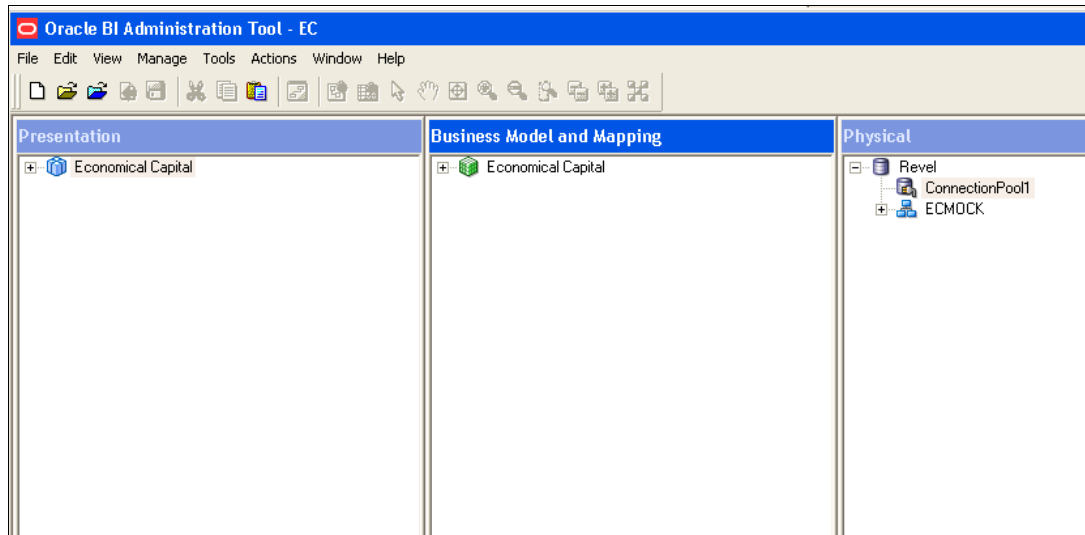 Oracle BI Administration Tool - EC
File Edit View Manage Tools Actions Window Help
Presentation
Economical Capital
Business Model and Mapping
Economical Capital
Physical
Revel
ConnectionPool1
ECMOCK